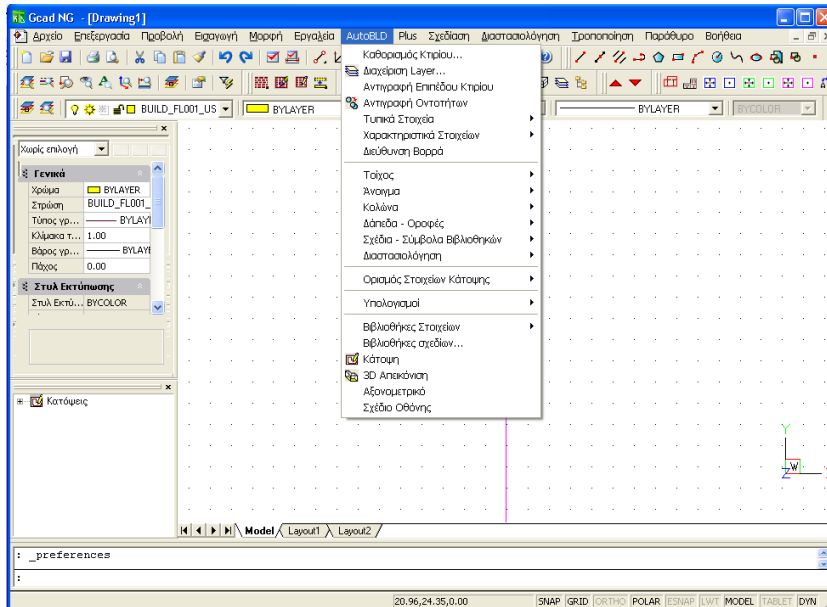 Gcad NG - [Drawing1]
Αρχείο Επεξεργασία Προβολή Εισαγωγή Μορφή Εργαλεία AutoBLD Plus Σχεδίαση Διαστασιολόγηση Τροποποίηση Παράθυρο Βοήθεια
BUILD_FL001_US BYLAYER BYLAYER BYCOLOR
Χωρίς επιλογή
Γενικά
Χρώμα BYLAYER
Στρώση BUILD_FL001_
Τύπος γρ... BYLAYE
Κλίμακα τ... 1.00
Βάρος γρ... BYLAYE
Πάχος 0.00
Στυλ Εκτύπωσης
Στυλ Εκτύ... BYCOLOR
Κατόψεις
Καθορισμός Κτιρίου...
Διαχείριση Layer...
Αντιγραφή Επιπέδου Κτιρίου
Αντιγραφή Οντοτήτων
Τυπικά Στοιχεία
Χαρακτηριστικά Στοιχείων
Διεύθυνση Βορρά
Τοίχος
Άνοιγμα
Κολώνα
Δάπεδα - Οροφές
Σχέδια - Σύμβολα Βιβλιοθηκών
Διαστασιολόγηση
Ορισμός Στοιχείων Κάτοψης
Υπολογισμοί
Βιβλιοθήκες Στοιχείων
Βιβλιοθήκες σχεδίων...
Κάτοψη
3D Απεικόνιση
Αξονομετρικό
Σχέδιο Οθόνης
Y
W
Z
Model Layout1 Layout2
: _preferences
:
20.96,24.35,0.00 SNAP GRID ORTHO POLAR ESNAP LWT MODEL TABLET DYN